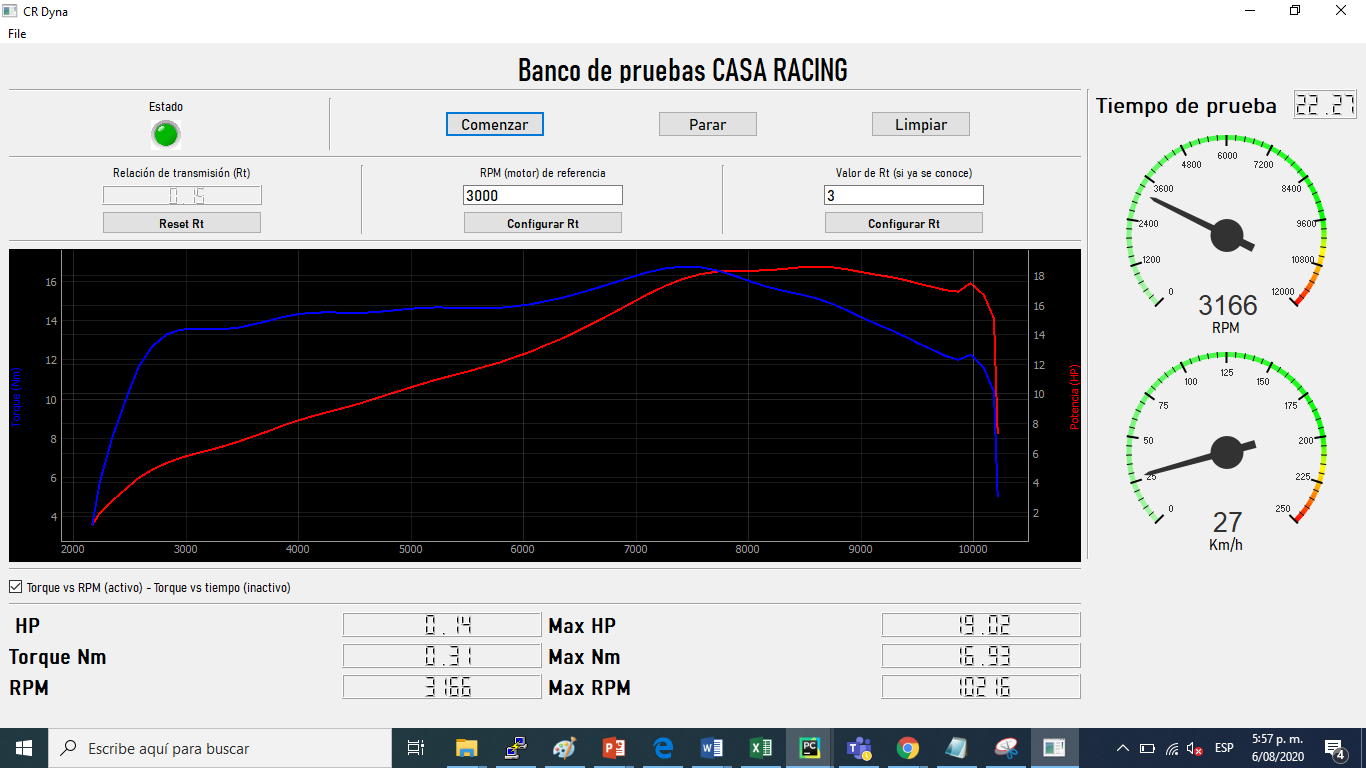 CR Dyna
File
Banco de pruebas CASA RACING
Estado
Comenzar
Parar
Limpiar
Relación de transmisión (Rt)
0.15
Reset Rt
RPM (motor) de referencia
3000
Configurar Rt
Valor de Rt (si ya se conoce)
3
Configurar Rt
Torque (Nm)
16
14
12
10
8
6
4
18
16
14
12
10
8
6
4
2
Potencia (HP)
2000 3000 4000 5000 6000 7000 8000 9000 10000
Torque vs RPM (activo) - Torque vs tiempo (inactivo)
HP 0.14 Max HP 19.02
Torque Nm 0.31 Max Nm 16.93
RPM 3166 Max RPM 10216
Tiempo de prueba 22.27
0
1200
2400
3600
4800
6000
7200
8400
9600
10800
12000
3166
RPM
0
25
50
75
100
125
150
175
200
225
250
27
Km/h
Escribe aquí para buscar
ESP
5:57 p. m.
6/08/2020
4